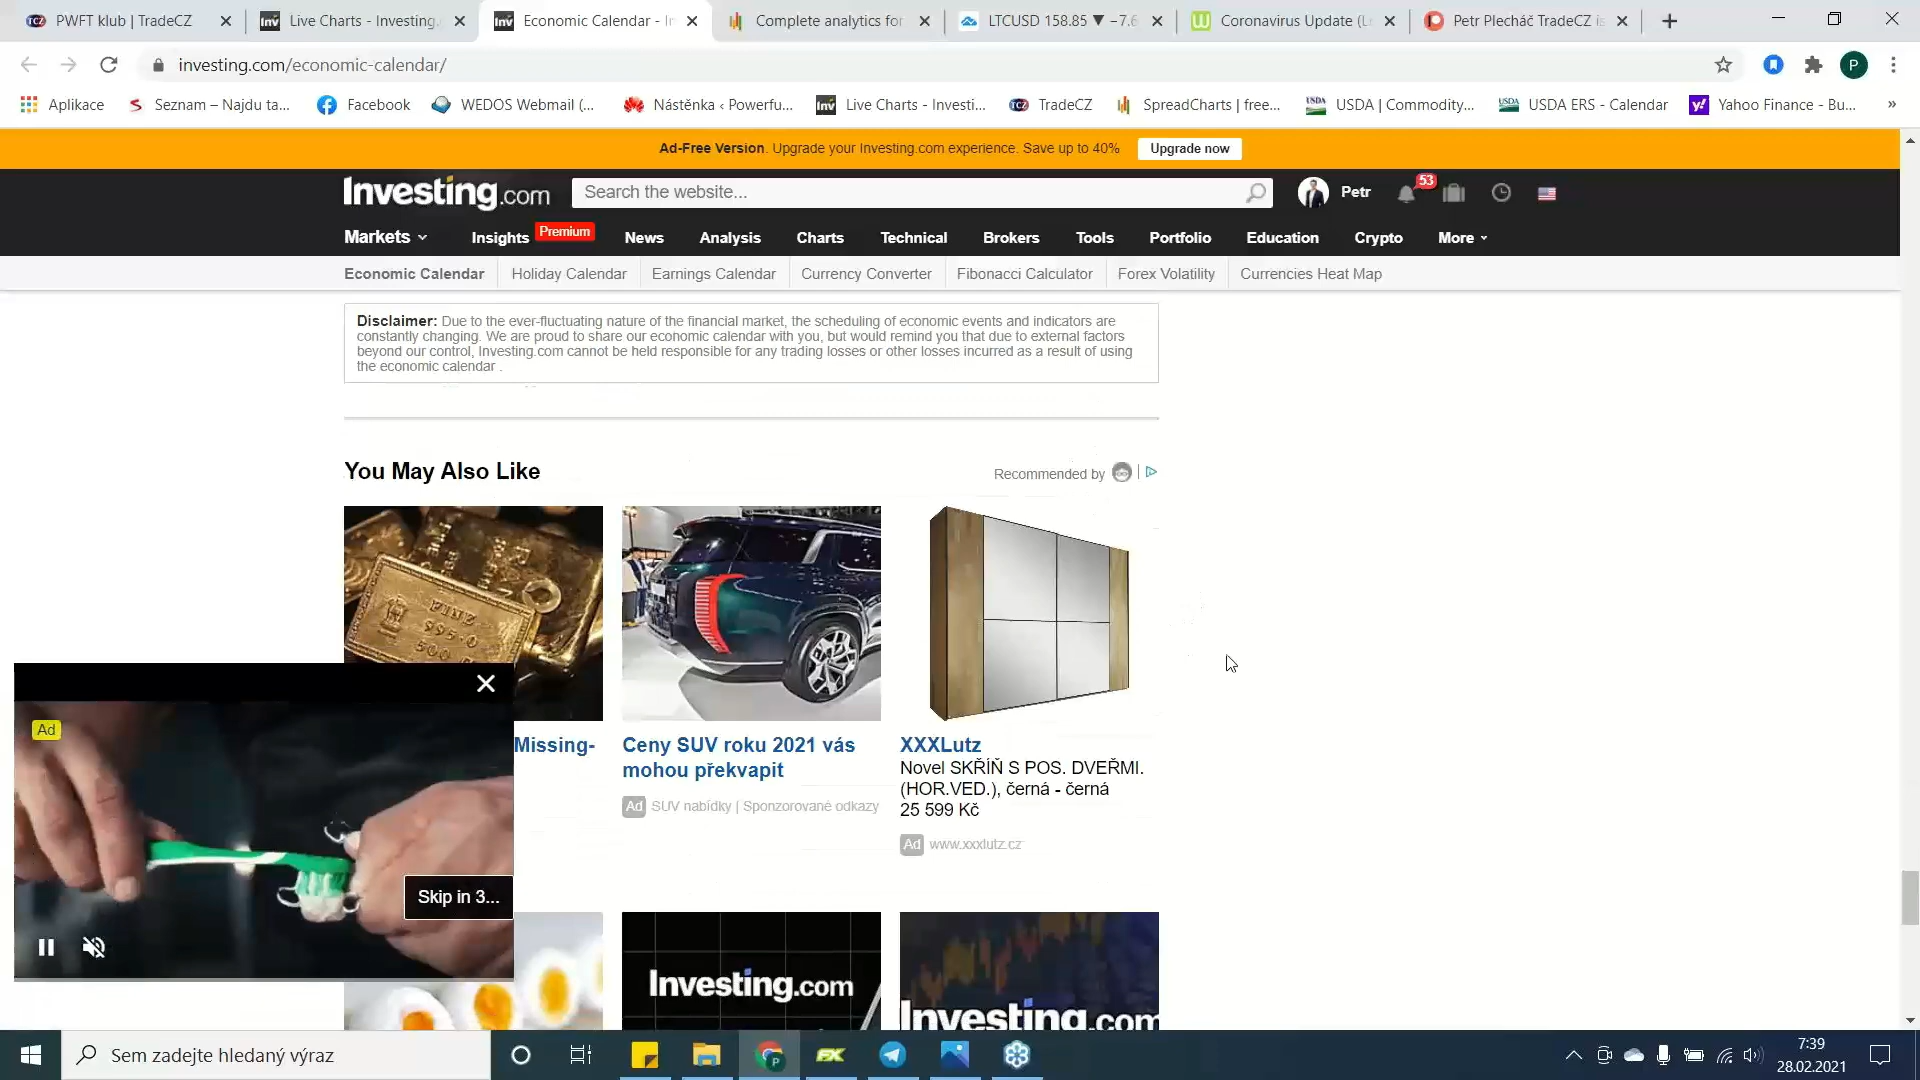 PWFT klub | TradeCZ
Live Charts - Investing.
Economic Calendar - In
Complete analytics for
LTCUSD 158.85 ▼ −7.6
Coronavirus Update (Li
Petr Plecháč TradeCZ is
investing.com/economic-calendar/
P
Aplikace
Seznam – Najdu ta...
Facebook
WEDOS Webmail (...
Nástěnka ‹ Powerfu...
Live Charts - Investi...
TradeCZ
SpreadCharts | free...
USDA | Commodity...
USDA ERS - Calendar
Yahoo Finance - Bu...
»
Ad-Free Version. Upgrade your Investing.com experience. Save up to 40%
Upgrade now
Investing.com
Search the website...
Petr
53
Markets
Insights
Premium
News
Analysis
Charts
Technical
Brokers
Tools
Portfolio
Education
Crypto
More
Economic Calendar
Holiday Calendar
Earnings Calendar
Currency Converter
Fibonacci Calculator
Forex Volatility
Currencies Heat Map
Disclaimer: Due to the ever-fluctuating nature of the financial market, the scheduling of economic events and indicators are
constantly changing. We are proud to share our economic calendar with you, but would remind you that due to external factors
beyond our control, Investing.com cannot be held responsible for any trading losses or other losses incurred as a result of using
the economic calendar .
You May Also Like
Recommended by
FINE
995.0
500
Missing-
Ceny SUV roku 2021 vás
mohou překvapit
Ad SUV nabídky | Sponzorované odkazy
XXXLutz
Novel SKŘÍŇ S POS. DVEŘMI.
(HOR.VED.), černá - černá
25 599 Kč
Ad www.xxxlutz.cz
Ad
Skip in 3...
Investing.com
Investing.com
Sem zadejte hledaný výraz
FX
7:39
28.02.2021